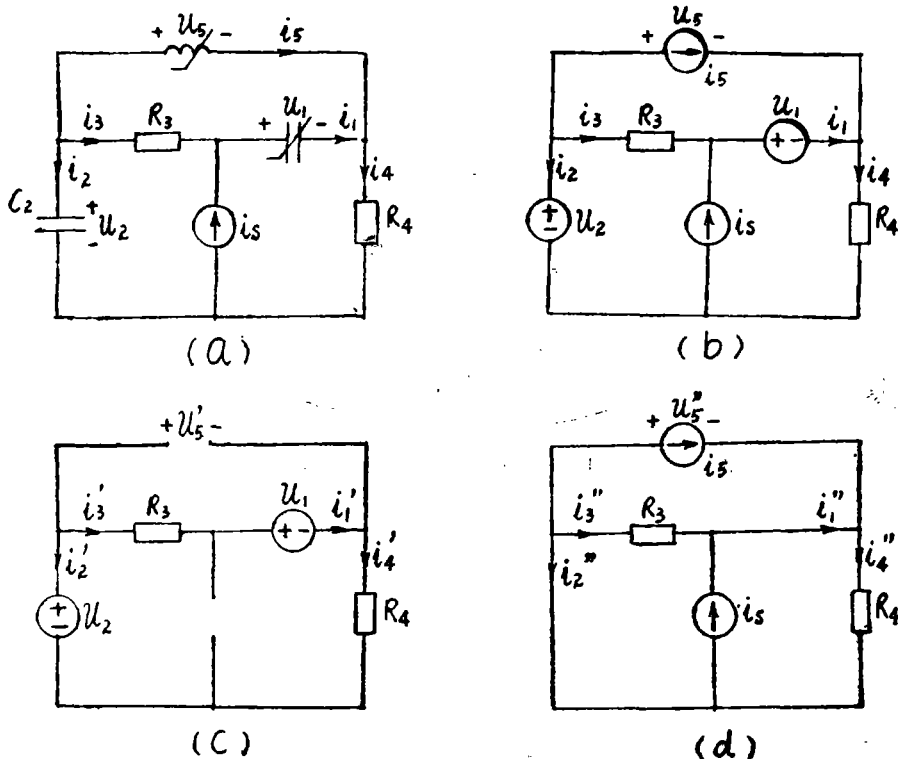 + U₅ - i₅
i₃ R₃ + U₁ - i₁
i₂ i₄
C₂ + U₂ - iₛ R₄
(a)
+ U₅ - i₅
i₃ R₃ U₁ + - i₁
i₂ i₄
+ - U₂ iₛ R₄
(b)
+ U₅' -
i₃' R₃ U₁ + - i₁'
i₂' i₄'
+ - U₂ R₄
(c)
+ U₅'' - i₅
i₃'' R₃ i₁''
i₂'' i₄''
iₛ R₄
(d)